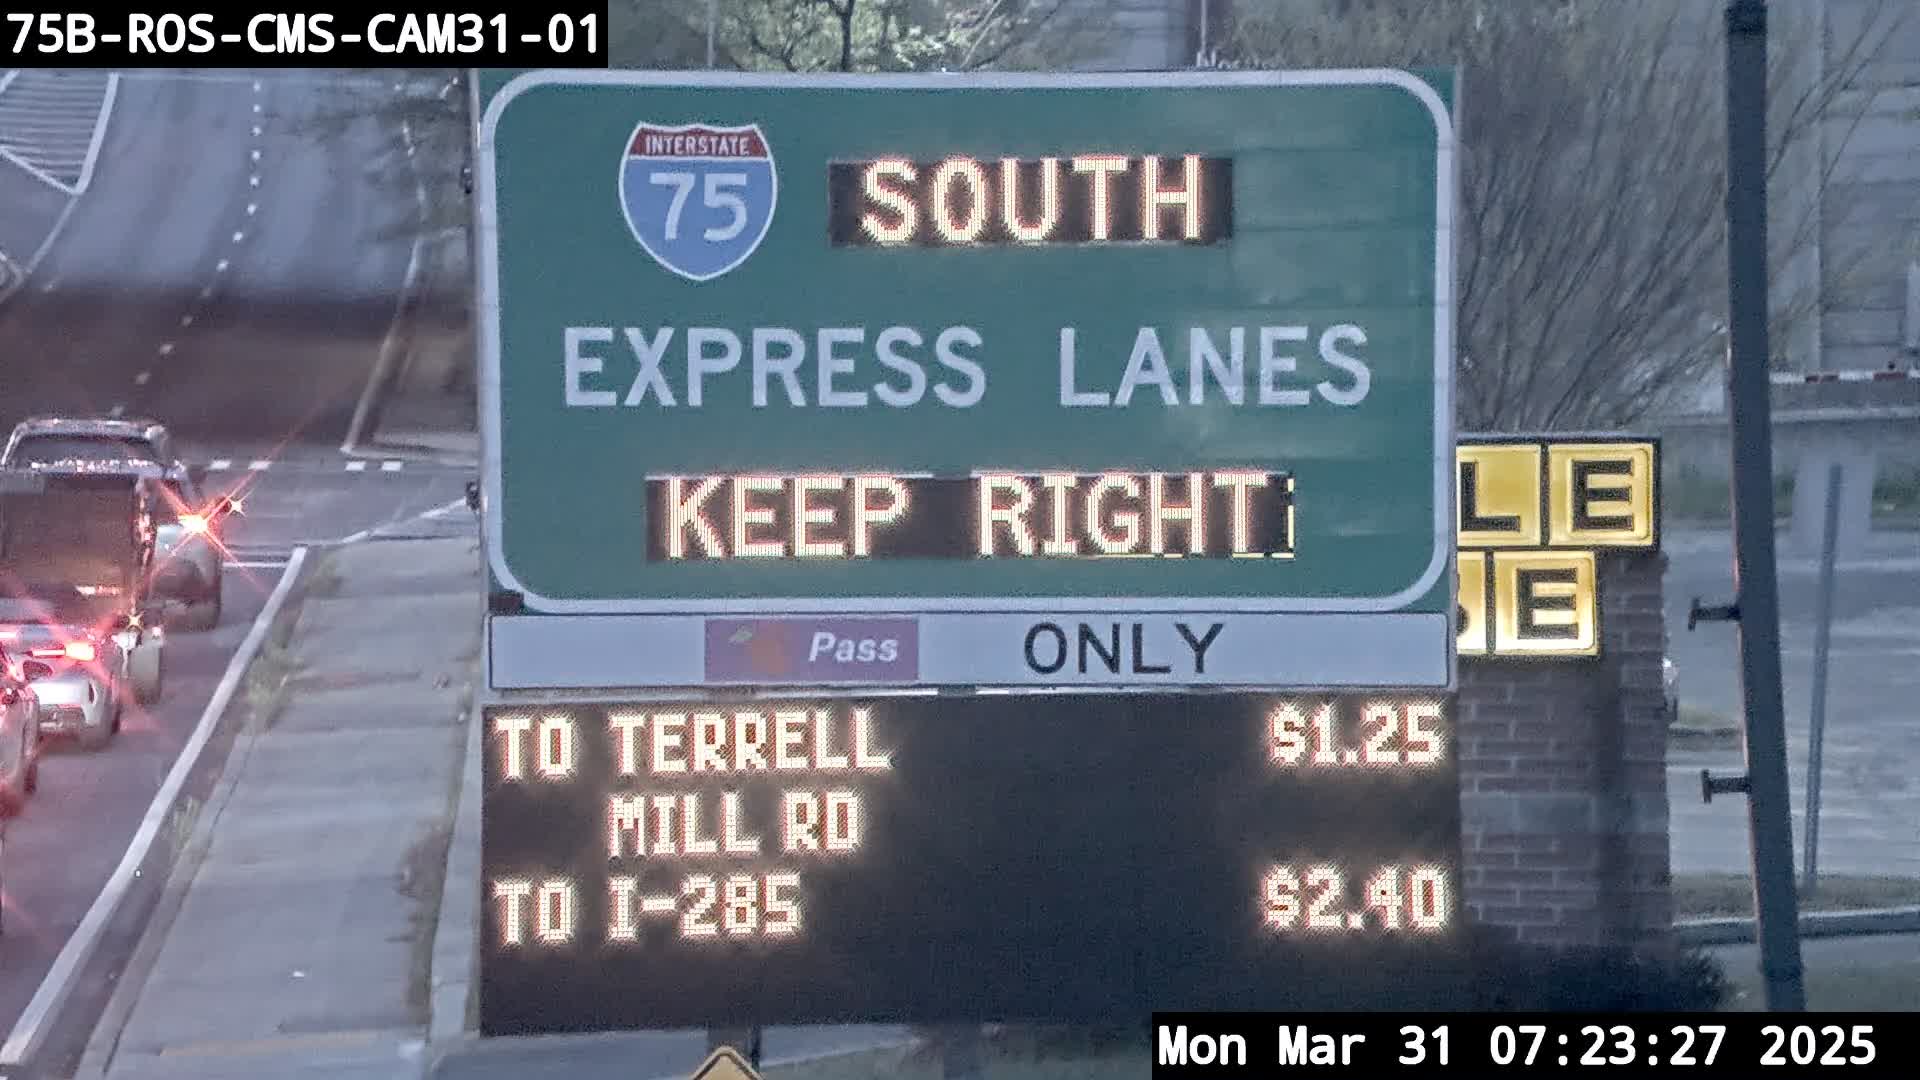 75B-ROS-CMS-CAM31-01
INTERSTATE
75
SOUTH
EXPRESS LANES
KEEP RIGHT
Pass ONLY
TO TERRELL $1.25
MILL RD
TO I-285 $2.40
LE
E
Mon Mar 31 07:23:27 2025